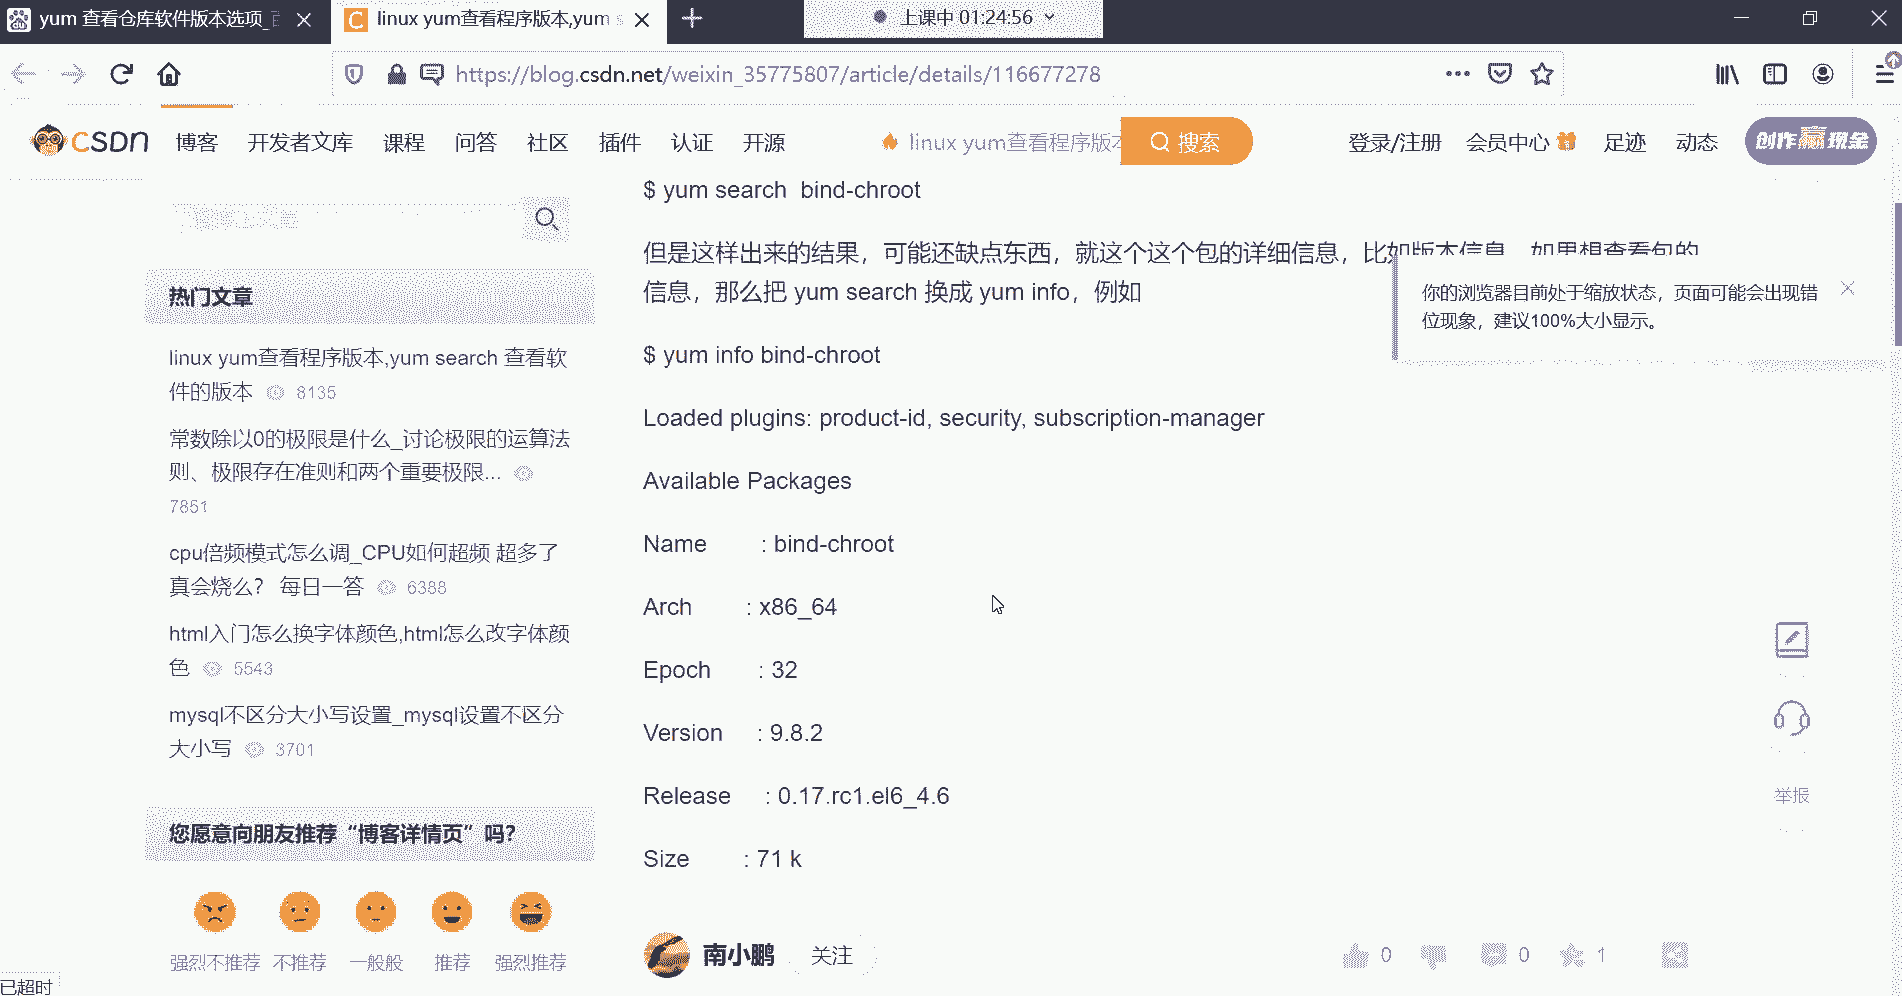 yum 查看仓库软件版本选项_百
linux yum查看程序版本,yum s
上课中 01:24:56
https://blog.csdn.net/weixin_35775807/article/details/116677278
CSDN 博客 开发者文库 课程 问答 社区 插件 认证 开源 linux yum查看程序版本 搜索 登录/注册 会员中心 足迹 动态 创作赢现金
$ yum search bind-chroot
但是这样出来的结果，可能还缺点东西，就这个这个包的详细信息，比如版本信息，如果想查看包的
信息，那么把 yum search 换成 yum info，例如
$ yum info bind-chroot
Loaded plugins: product-id, security, subscription-manager
Available Packages
Name : bind-chroot
Arch : x86_64
Epoch : 32
Version : 9.8.2
Release : 0.17.rc1.el6_4.6
Size : 71 k
你的浏览器目前处于缩放状态，页面可能会出现错
位现象，建议100%大小显示。
热门文章
linux yum查看程序版本,yum search 查看软
件的版本 8135
常数除以0的极限是什么_讨论极限的运算法
则、极限存在准则和两个重要极限...
7851
cpu倍频模式怎么调_CPU如何超频 超多了
真会烧么？ 每日一答 6388
html入门怎么换字体颜色,html怎么改字体颜
色 5543
mysql不区分大小写设置_mysql设置不区分
大小写 3701
您愿意向朋友推荐“博客详情页”吗？
强烈不推荐 不推荐 一般般 推荐 强烈推荐
南小鹏 关注 0 0 1
举报
已超时